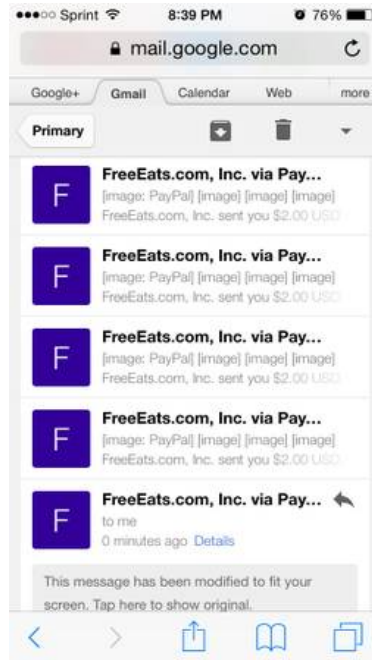 Sprint 8:39 PM 76%
mail.google.com
Google+ Gmail Calendar Web more
Primary
F
FreeEats.com, Inc. via Pay...
[image: PayPal] [image] [image] [image]
FreeEats.com, Inc. sent you $2.00 USD
F
FreeEats.com, Inc. via Pay...
[image: PayPal] [image] [image] [image]
FreeEats.com, Inc. sent you $2.00 USD
F
FreeEats.com, Inc. via Pay...
[image: PayPal] [image] [image] [image]
FreeEats.com, Inc. sent you $2.00 USD
F
FreeEats.com, Inc. via Pay...
[image: PayPal] [image] [image] [image]
FreeEats.com, Inc. sent you $2.00 USD
F
FreeEats.com, Inc. via Pay...
to me
0 minutes ago Details
This message has been modified to fit your
screen. Tap here to show original.